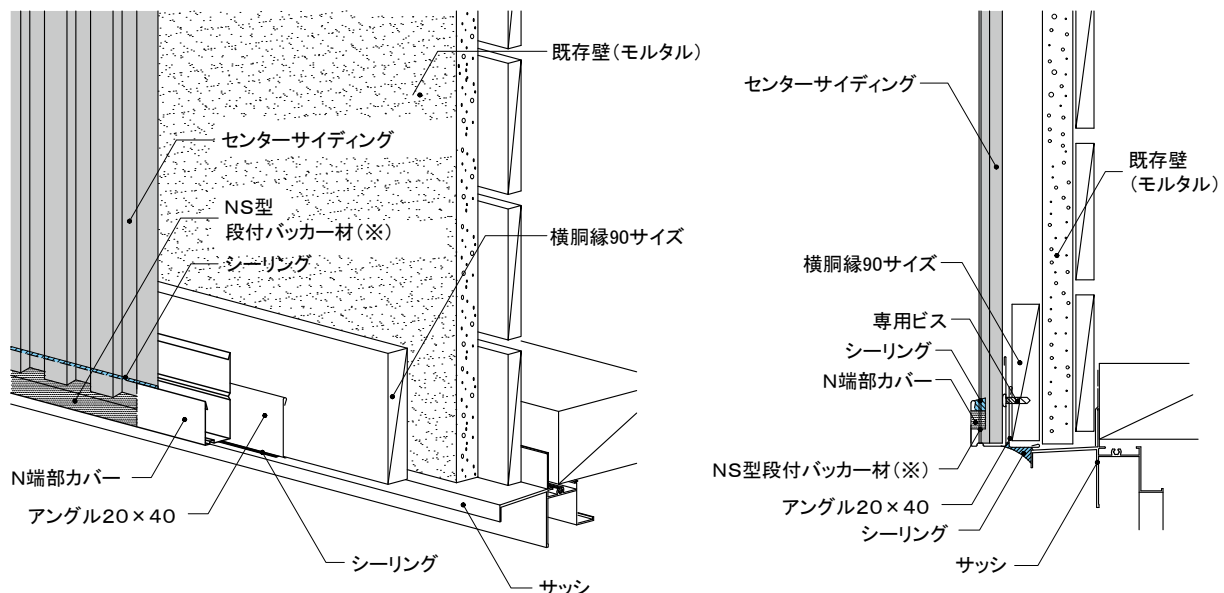 既存壁(モルタル)
センターサイディング
NS型
段付バッカー材(※)
シーリング
横胴縁90サイズ
N端部カバー
アングル20×40
シーリング
サッシ
センターサイディング
既存壁
(モルタル)
横胴縁90サイズ
専用ビス
シーリング
N端部カバー
NS型段付バッカー材(※)
アングル20×40
シーリング
サッシ